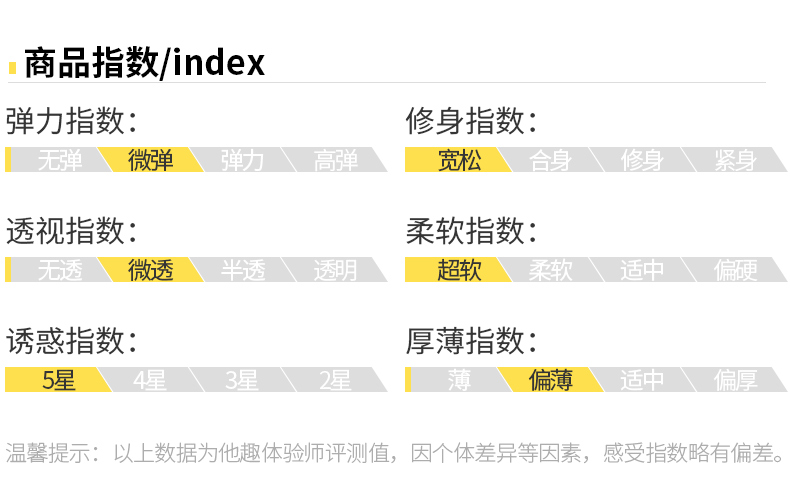 商品指数/index
弹力指数： 修身指数：
无弹 微弹 弹力 高弹 宽松 合身 修身 紧身
透视指数： 柔软指数：
无透 微透 半透 透明 超软 柔软 适中 偏硬
诱惑指数： 厚薄指数：
5星 4星 3星 2星 薄 偏薄 适中 偏厚
温馨提示：以上数据为他趣体验师评测值，因个体差异等因素，感受指数略有偏差。